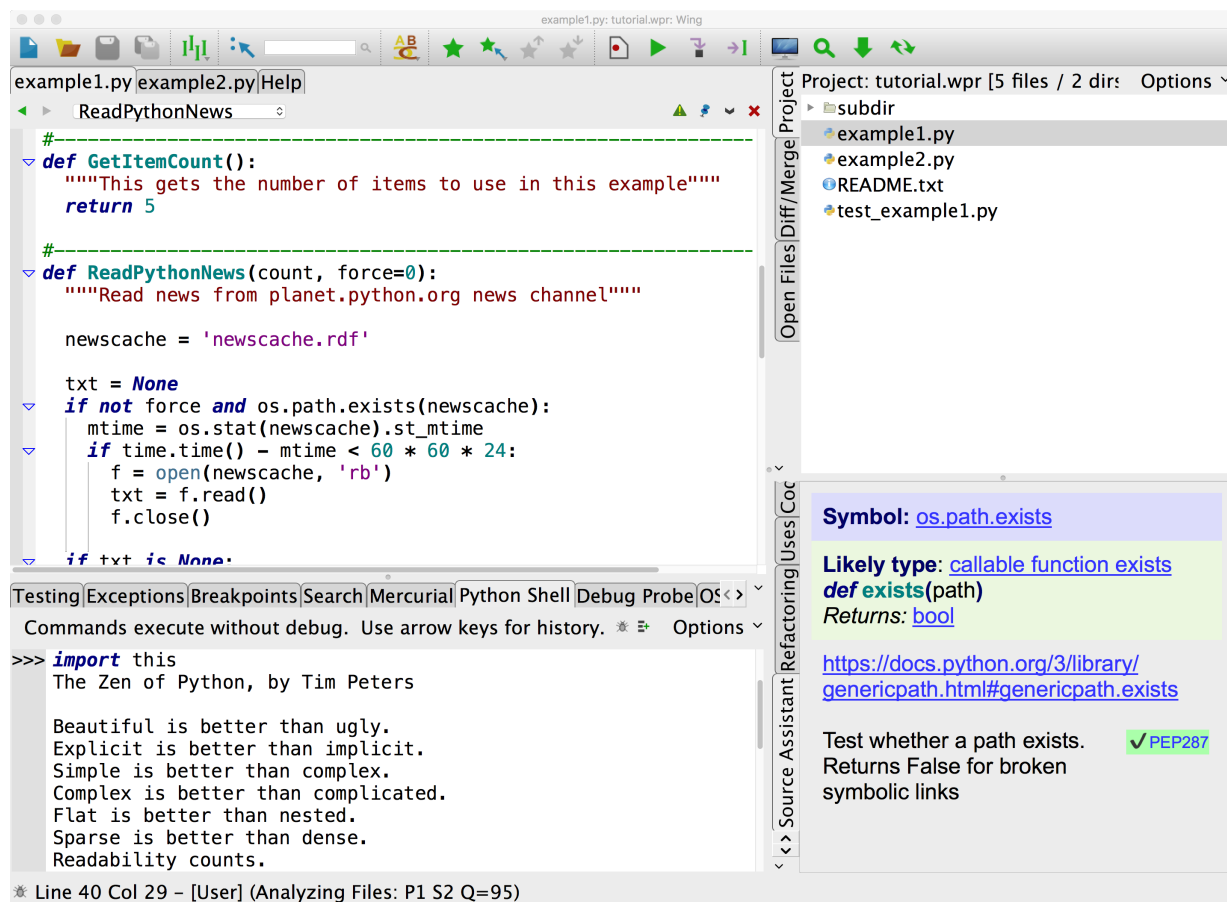 example1.py: tutorial.wpr: Wing
example1.py example2.py Help
ReadPythonNews
#--------------------------------------------------------------
def GetItemCount():
"""This gets the number of items to use in this example"""
return 5
#--------------------------------------------------------------
def ReadPythonNews(count, force=0):
"""Read news from planet.python.org news channel"""
newscache = 'newscache.rdf'
txt = None
if not force and os.path.exists(newscache):
mtime = os.stat(newscache).st_mtime
if time.time() - mtime < 60 * 60 * 24:
f = open(newscache, 'rb')
txt = f.read()
f.close()
if txt is None:
Testing Exceptions Breakpoints Search Mercurial Python Shell Debug Probe OS
Commands execute without debug. Use arrow keys for history. Options
>>> import this
The Zen of Python, by Tim Peters
Beautiful is better than ugly.
Explicit is better than implicit.
Simple is better than complex.
Complex is better than complicated.
Flat is better than nested.
Sparse is better than dense.
Readability counts.
Line 40 Col 29 – [User] (Analyzing Files: P1 S2 Q=95)
Project
Diff/Merge
Open Files
Project: tutorial.wpr [5 files / 2 dirs Options
subdir
example1.py
example2.py
README.txt
test_example1.py
Uses
Refactoring
Source Assistant
Symbol: os.path.exists
Likely type: callable function exists
def exists(path)
Returns: bool
https://docs.python.org/3/library/
genericpath.html#genericpath.exists
Test whether a path exists. ✓PEP287
Returns False for broken
symbolic links